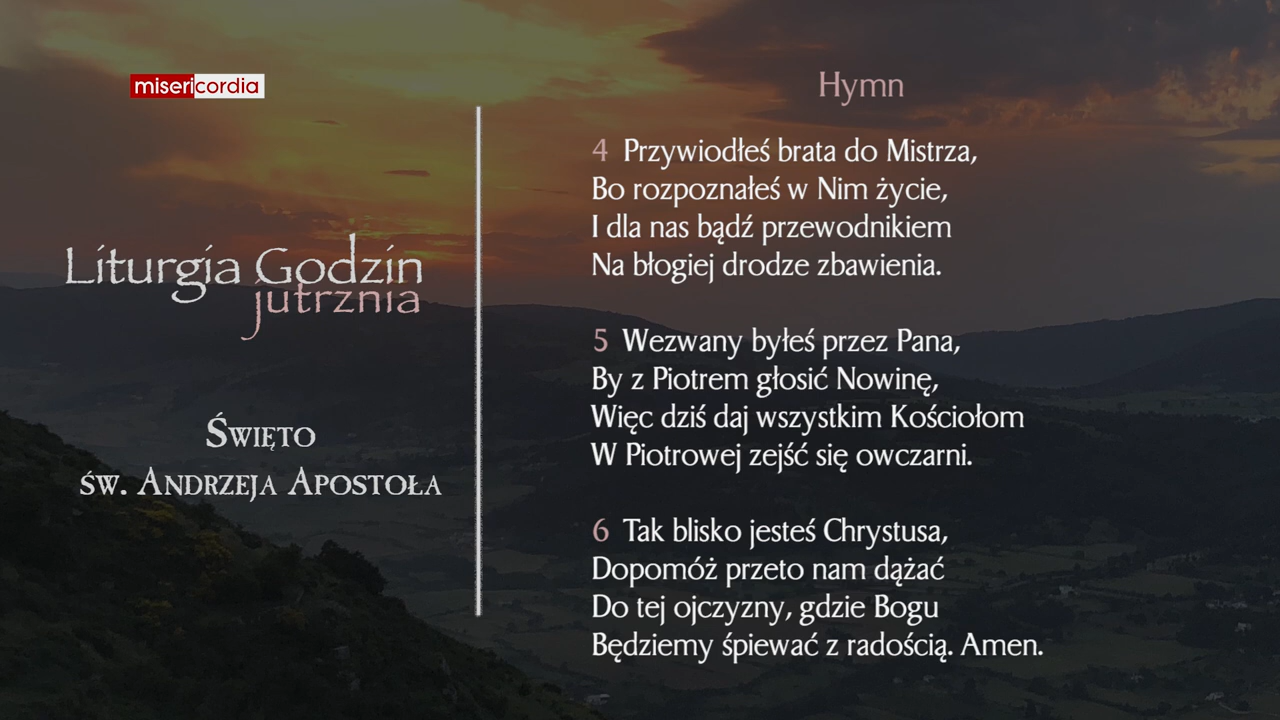 misericordia
Liturgia Godzin
jutrznia
Święto
św. Andrzeja Apostoła
Hymn
4 Przywiodłeś brata do Mistrza,
Bo rozpoznałeś w Nim życie,
I dla nas bądź przewodnikiem
Na błogiej drodze zbawienia.
5 Wezwany byłeś przez Pana,
By z Piotrem głosić Nowinę,
Więc dziś daj wszystkim Kościołom
W Piotrowej zejść się owczarni.
6 Tak blisko jesteś Chrystusa,
Dopomóż przeto nam dążać
Do tej ojczyzny, gdzie Bogu
Będziemy śpiewać z radością. Amen.